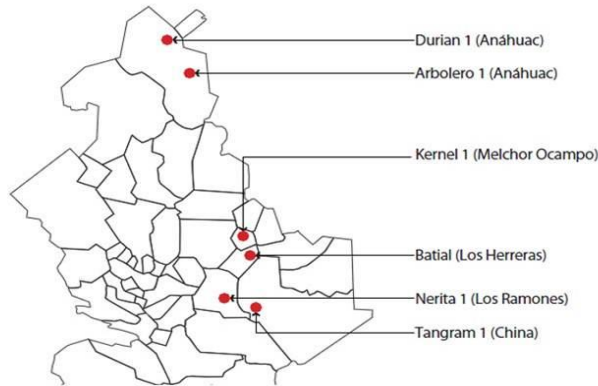 Durian 1 (Anáhuac)
Arbolero 1 (Anáhuac)
Kernel 1 (Melchor Ocampo)
Batial (Los Herreras)
Nerita 1 (Los Ramones)
Tangram 1 (China)